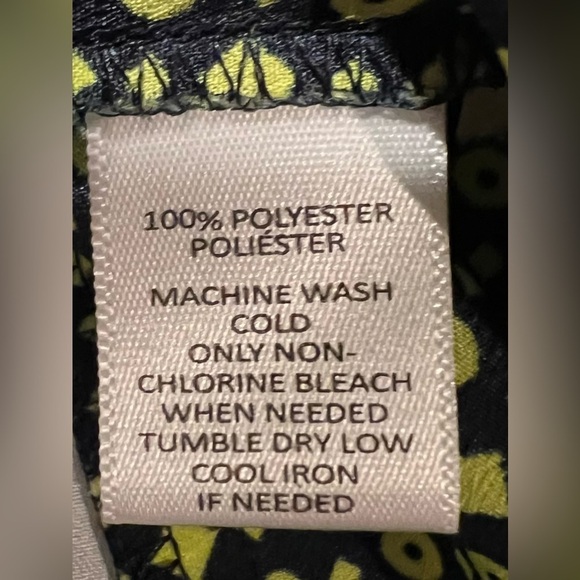 100% POLYESTER
POLIÉSTER
MACHINE WASH
COLD
ONLY NON-
CHLORINE BLEACH
WHEN NEEDED
TUMBLE DRY LOW
COOL IRON
IF NEEDED